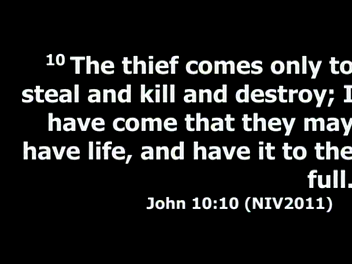 10 The thief comes only to
steal and kill and destroy; I
have come that they may
have life, and have it to the
full.
John 10:10 (NIV2011)